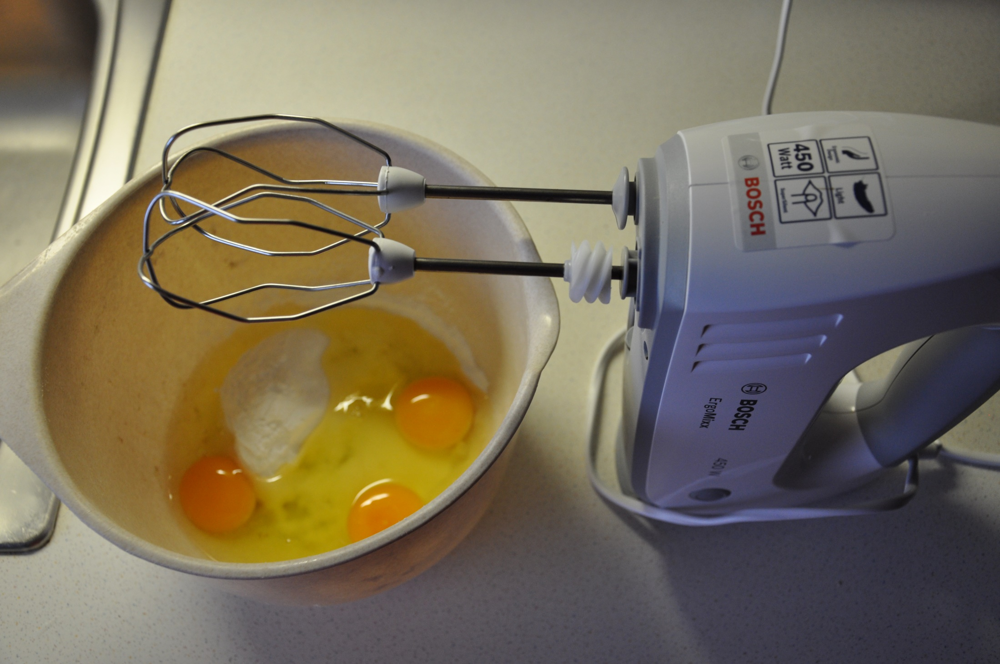 BOSCH
450
Watt
Light
BOSCH
ErgoMixx
450 W